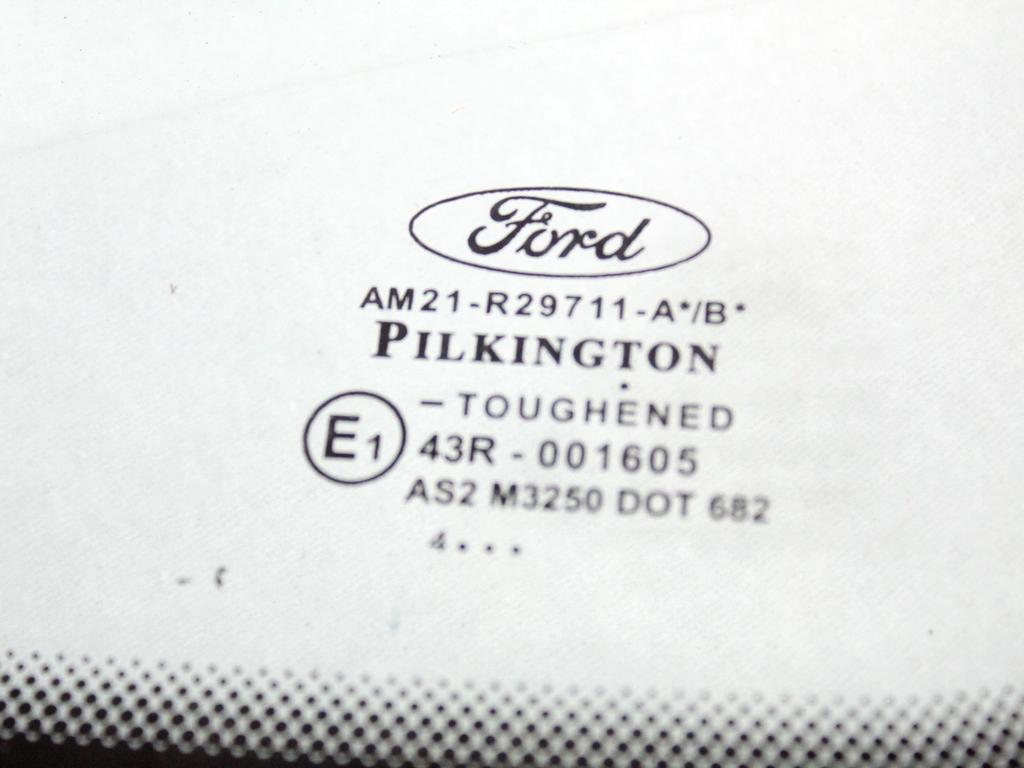 Ford
AM21-R29711-A*/B*
PILKINGTON
- TOUGHENED
E1
43R - 001605
AS2 M3250 DOT 682
4 . . .